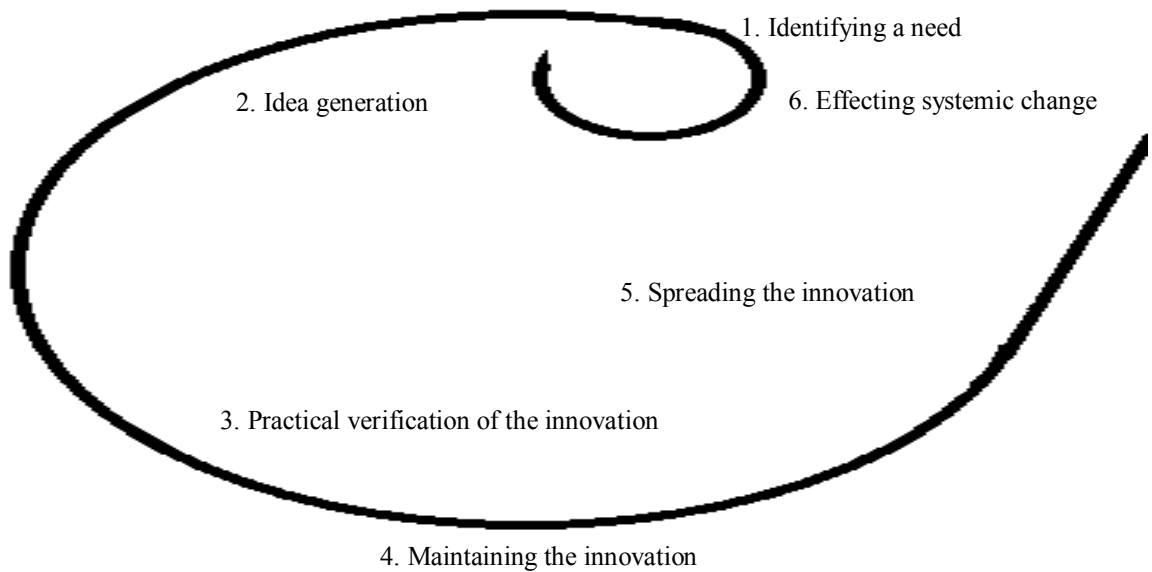 1. Identifying a need
2. Idea generation
6. Effecting systemic change
5. Spreading the innovation
3. Practical verification of the innovation
4. Maintaining the innovation